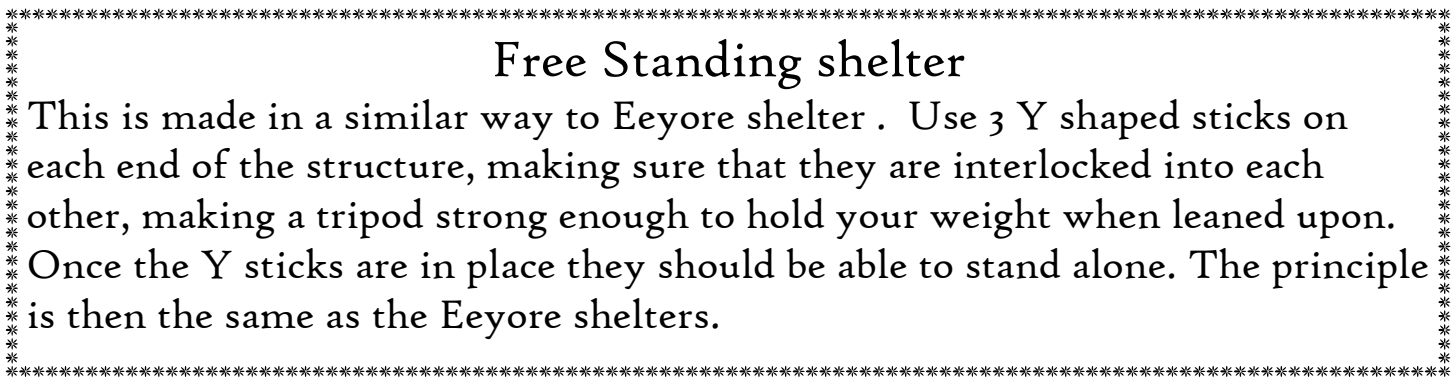 Free Standing shelter
This is made in a similar way to Eeyore shelter .  Use 3 Y shaped sticks on
each end of the structure, making sure that they are interlocked into each
other, making a tripod strong enough to hold your weight when leaned upon.
Once the Y sticks are in place they should be able to stand alone. The principle
is then the same as the Eeyore shelters.